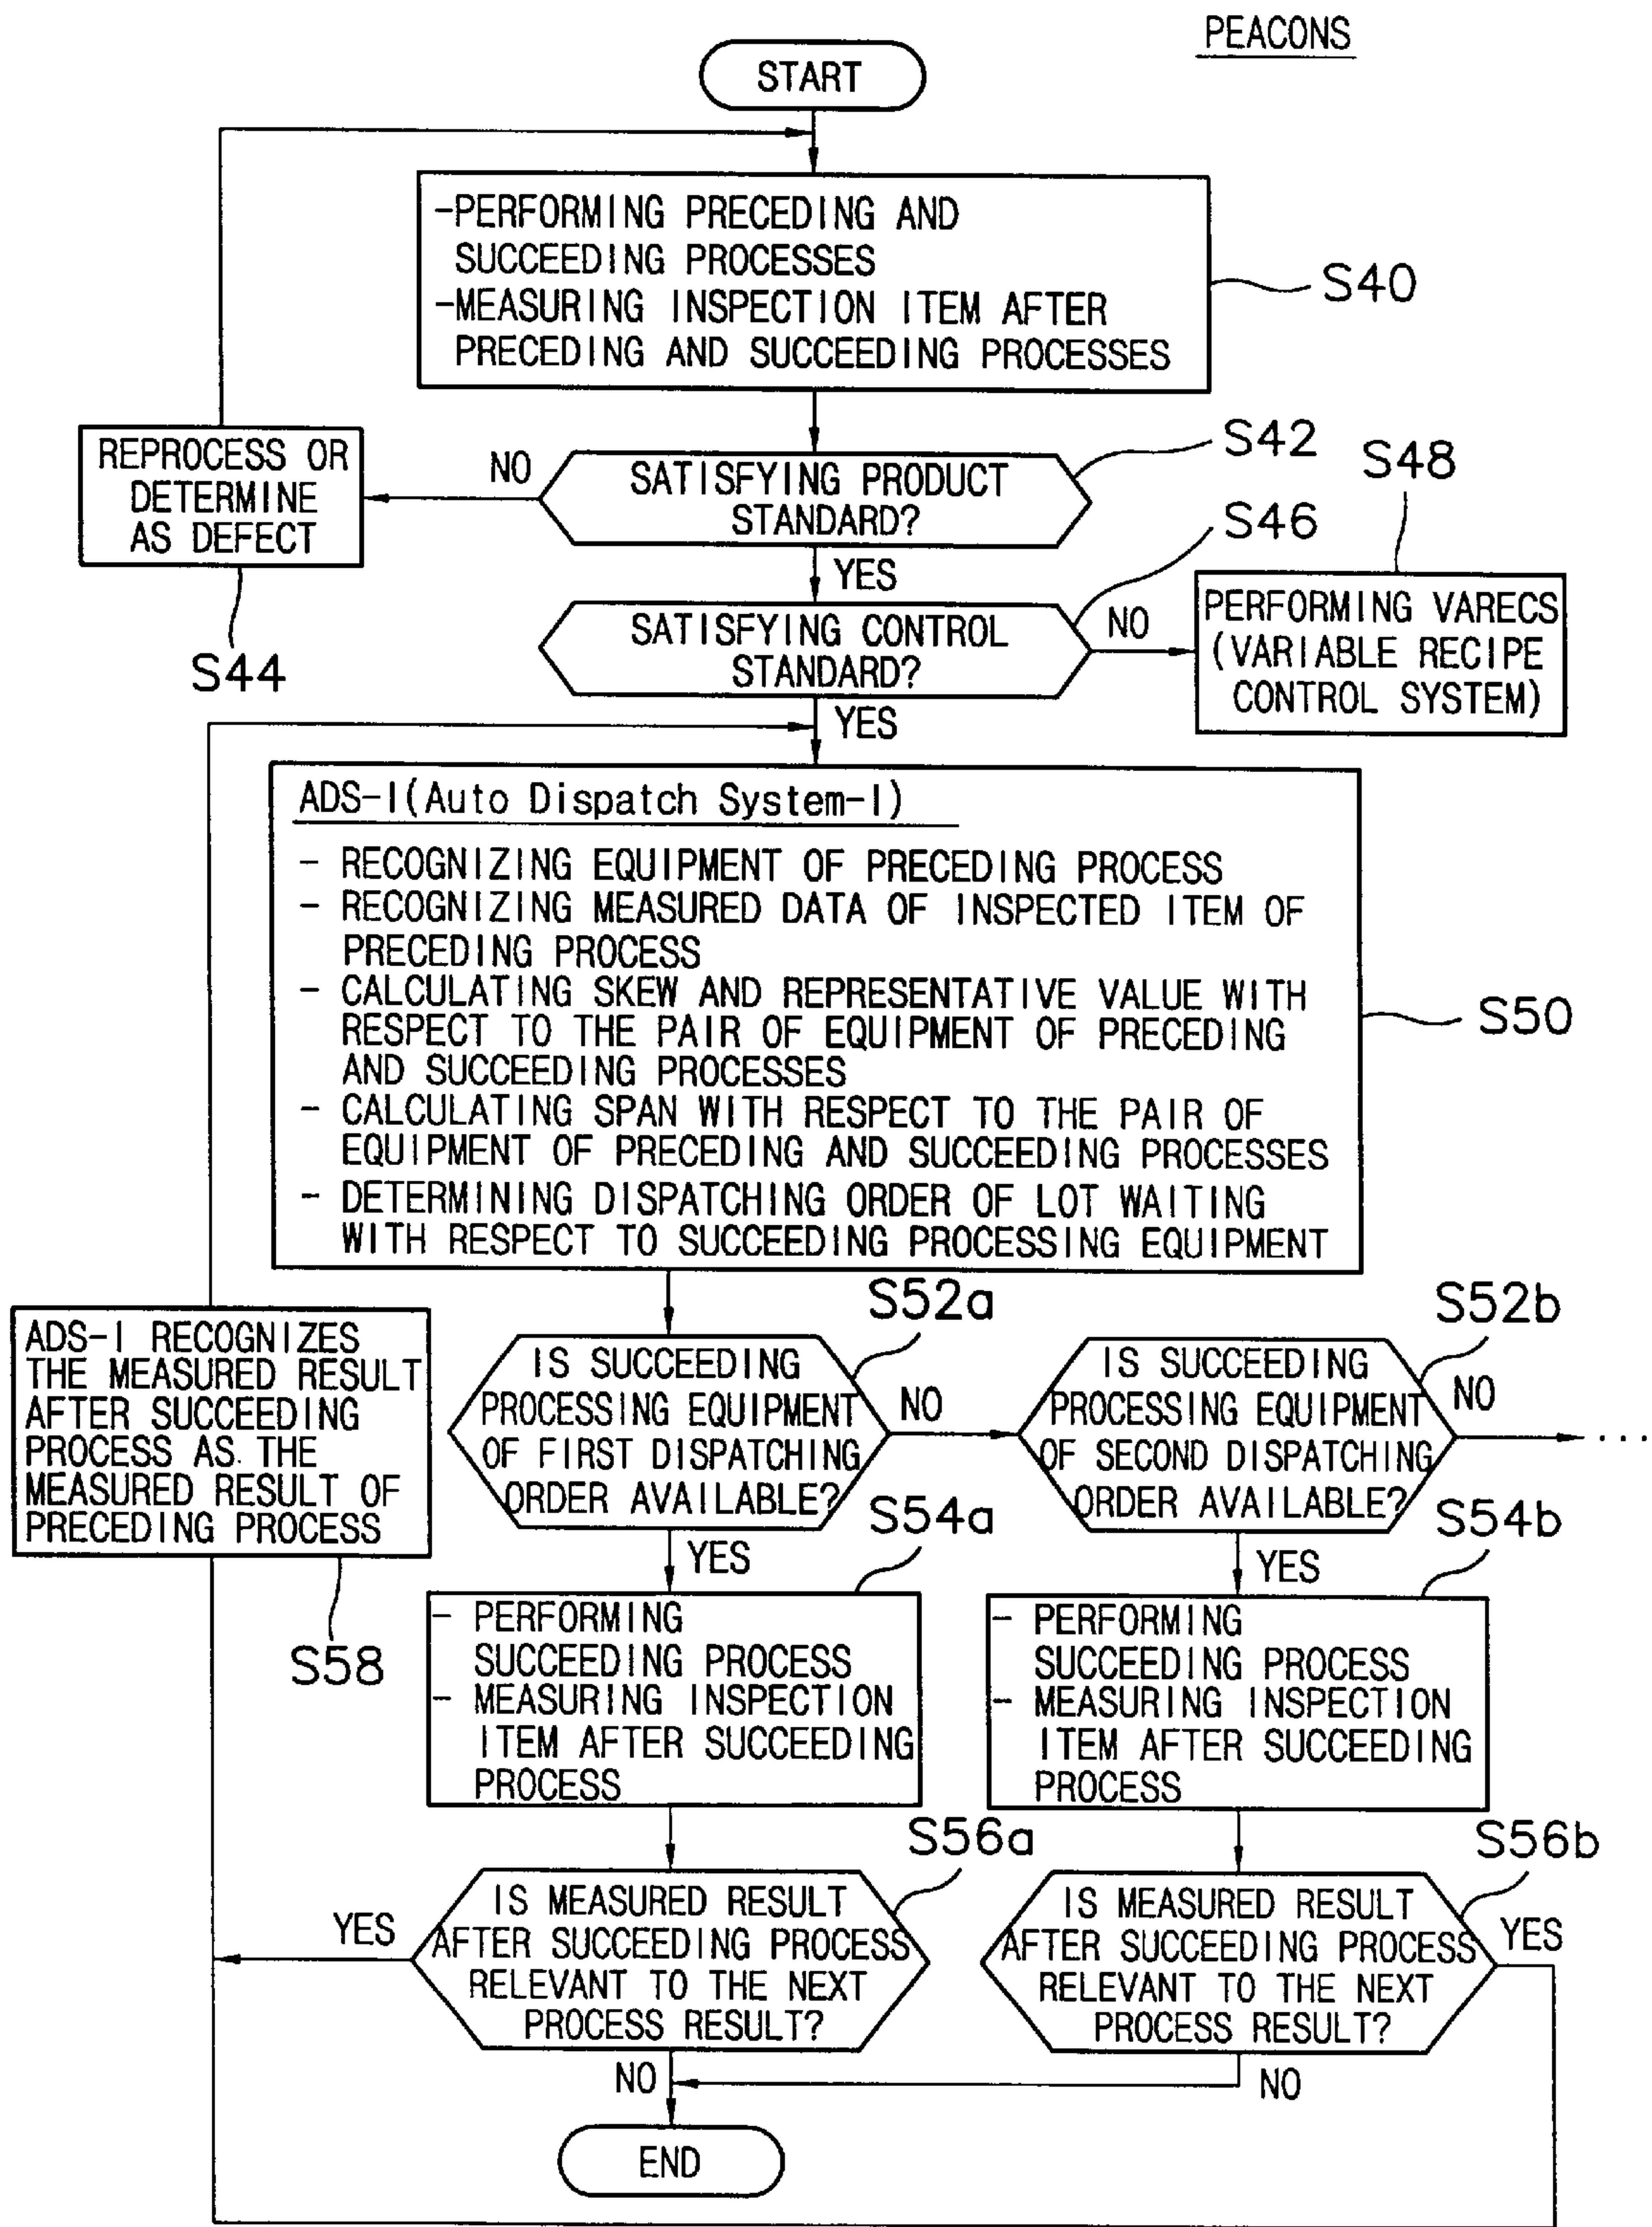 PEACONS
START
-PERFORMING PRECEDING AND
SUCCEEDING PROCESSES
-MEASURING INSPECTION ITEM AFTER
PRECEDING AND SUCCEEDING PROCESSES
S40
REPROCESS OR
DETERMINE
AS DEFECT
S44
NO
SATISFYING PRODUCT
STANDARD?
S42
YES
SATISFYING CONTROL
STANDARD?
S46
NO
S48
PERFORMING VARECS
(VARIABLE RECIPE
CONTROL SYSTEM)
YES
ADS-I(Auto Dispatch System-I)
- RECOGNIZING EQUIPMENT OF PRECEDING PROCESS
- RECOGNIZING MEASURED DATA OF INSPECTED ITEM OF
PRECEDING PROCESS
- CALCULATING SKEW AND REPRESENTATIVE VALUE WITH
RESPECT TO THE PAIR OF EQUIPMENT OF PRECEDING
AND SUCCEEDING PROCESSES
- CALCULATING SPAN WITH RESPECT TO THE PAIR OF
EQUIPMENT OF PRECEDING AND SUCCEEDING PROCESSES
- DETERMINING DISPATCHING ORDER OF LOT WAITING
WITH RESPECT TO SUCCEEDING PROCESSING EQUIPMENT
S50
ADS-I RECOGNIZES
THE MEASURED RESULT
AFTER SUCCEEDING
PROCESS AS THE
MEASURED RESULT OF
PRECEDING PROCESS
S58
S52a
IS SUCCEEDING
PROCESSING EQUIPMENT
OF FIRST DISPATCHING
ORDER AVAILABLE?
NO
S52b
IS SUCCEEDING
PROCESSING EQUIPMENT
OF SECOND DISPATCHING
ORDER AVAILABLE?
NO
...
YES
S54a
- PERFORMING
SUCCEEDING PROCESS
- MEASURING INSPECTION
ITEM AFTER SUCCEEDING
PROCESS
YES
S54b
- PERFORMING
SUCCEEDING PROCESS
- MEASURING INSPECTION
ITEM AFTER SUCCEEDING
PROCESS
S56a
YES
IS MEASURED RESULT
AFTER SUCCEEDING PROCESS
RELEVANT TO THE NEXT
PROCESS RESULT?
S56b
IS MEASURED RESULT
AFTER SUCCEEDING PROCESS
RELEVANT TO THE NEXT
PROCESS RESULT?
YES
NO
NO
END